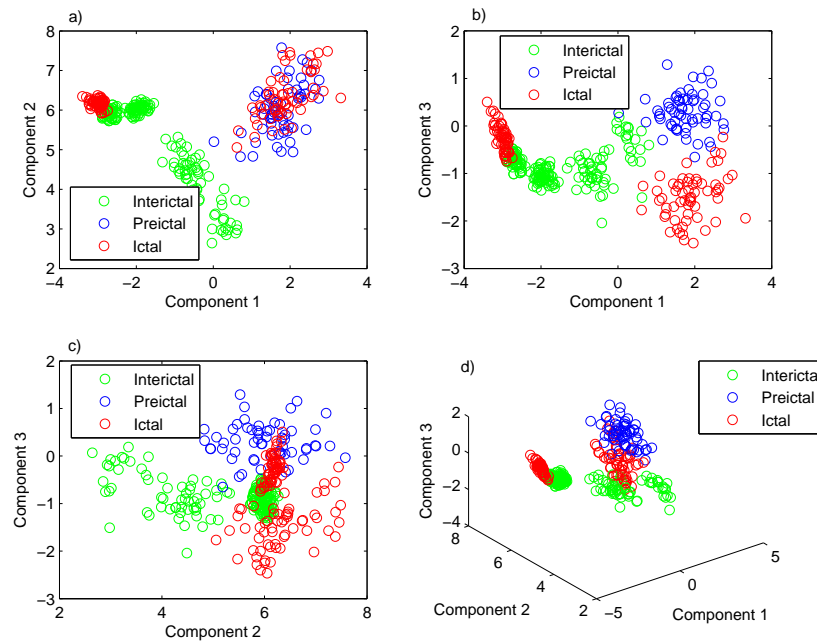 a)
8
7
6
5
4
3
2
−4
−2
0
2
4
Component 1
Component 2
Interictal
Preictal
Ictal
b)
2
1
0
−1
−2
−3
−4
−2
0
2
4
Component 1
Component 3
Interictal
Preictal
Ictal
c)
2
1
0
−1
−2
−3
2
4
6
8
Component 2
Component 3
Interictal
Preictal
Ictal
d)
2
0
−2
−4
8
6
4
2
−5
0
5
Component 3
Component 2
Component 1
Interictal
Preictal
Ictal